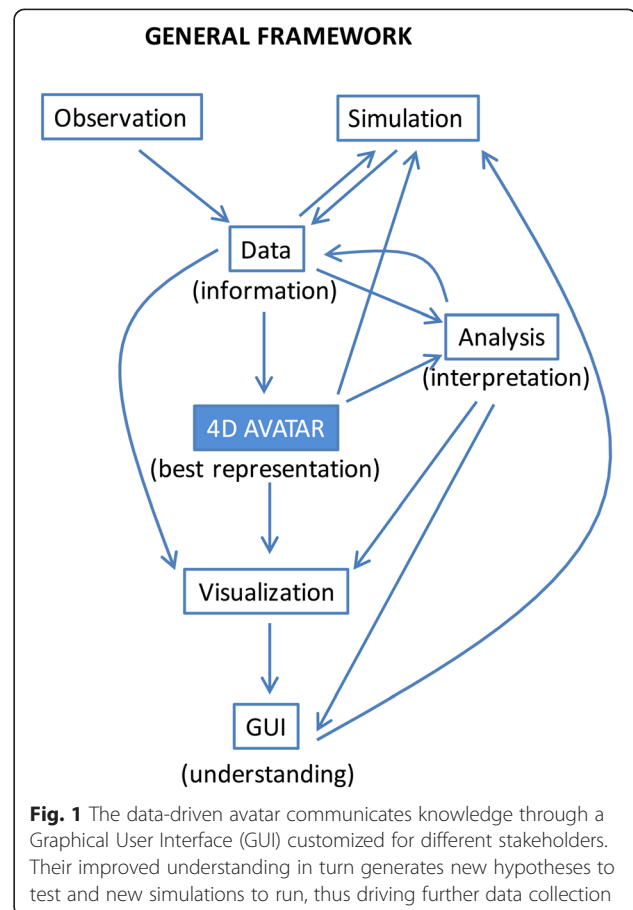 GENERAL FRAMEWORK
Observation
Simulation
Data
(information)
Analysis
(interpretation)
4D AVATAR
(best representation)
Visualization
GUI
(understanding)
Fig. 1 The data-driven avatar communicates knowledge through a
Graphical User Interface (GUI) customized for different stakeholders.
Their improved understanding in turn generates new hypotheses to
test and new simulations to run, thus driving further data collection